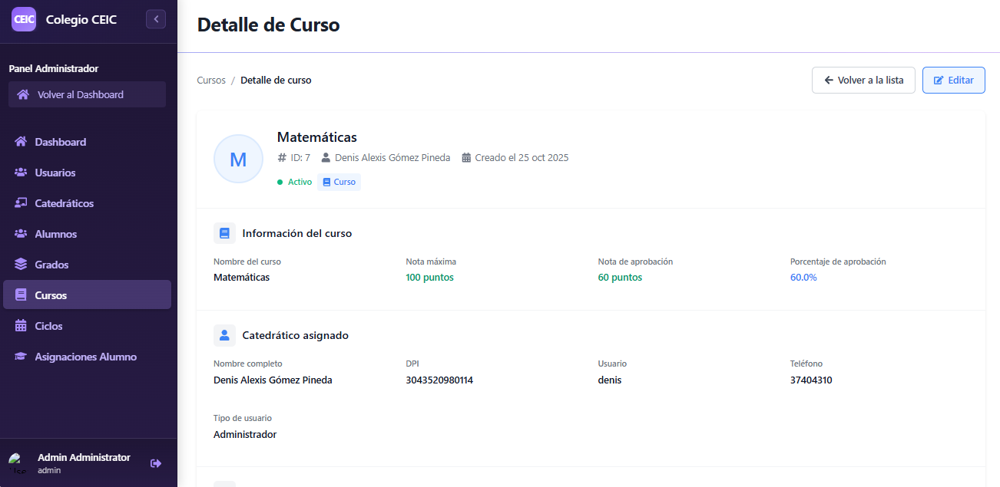 CEIC
Colegio CEIC
Panel Administrador
Volver al Dashboard
Dashboard
Usuarios
Catedráticos
Alumnos
Grados
Cursos
Ciclos
Asignaciones Alumno
Admin Administrator
admin
Detalle de Curso
Cursos / Detalle de curso
Volver a la lista
Editar
M
Matemáticas
# ID: 7 Denis Alexis Gómez Pineda Creado el 25 oct 2025
Activo Curso
Información del curso
Nombre del curso Nota máxima Nota de aprobación Porcentaje de aprobación
Matemáticas 100 puntos 60 puntos 60.0%
Catedrático asignado
Nombre completo DPI Usuario Teléfono
Denis Alexis Gómez Pineda 3043520980114 denis 37404310
Tipo de usuario
Administrador